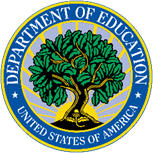 DEPARTMENT OF EDUCATION
UNITED STATES OF AMERICA